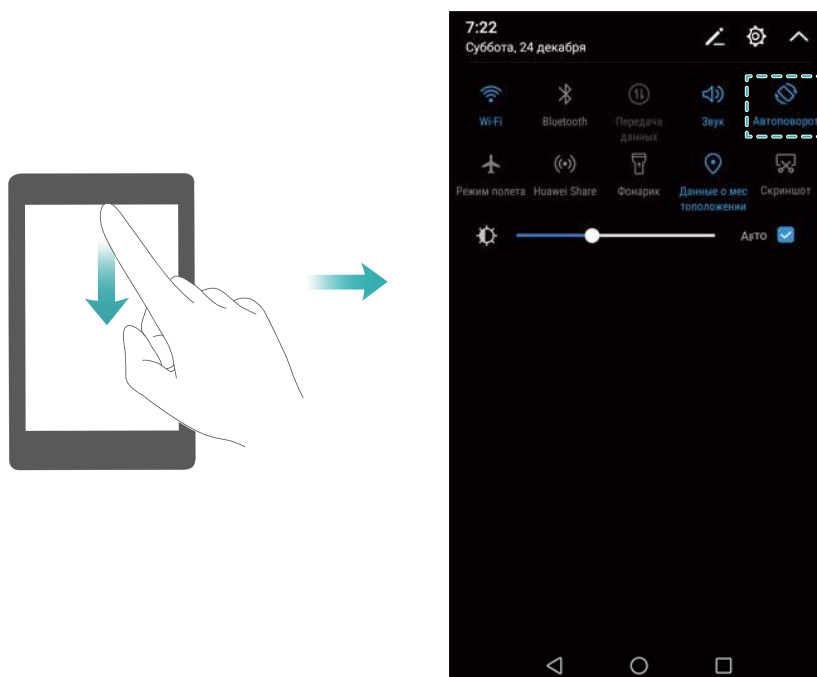 7:22
Суббота, 24 декабря
Wi-Fi
Bluetooth
Передача
данных
Звук
Автоповорот
Режим полета
Huawei Share
Фонарик
Данные о мес
тоположении
Скриншот
Авто